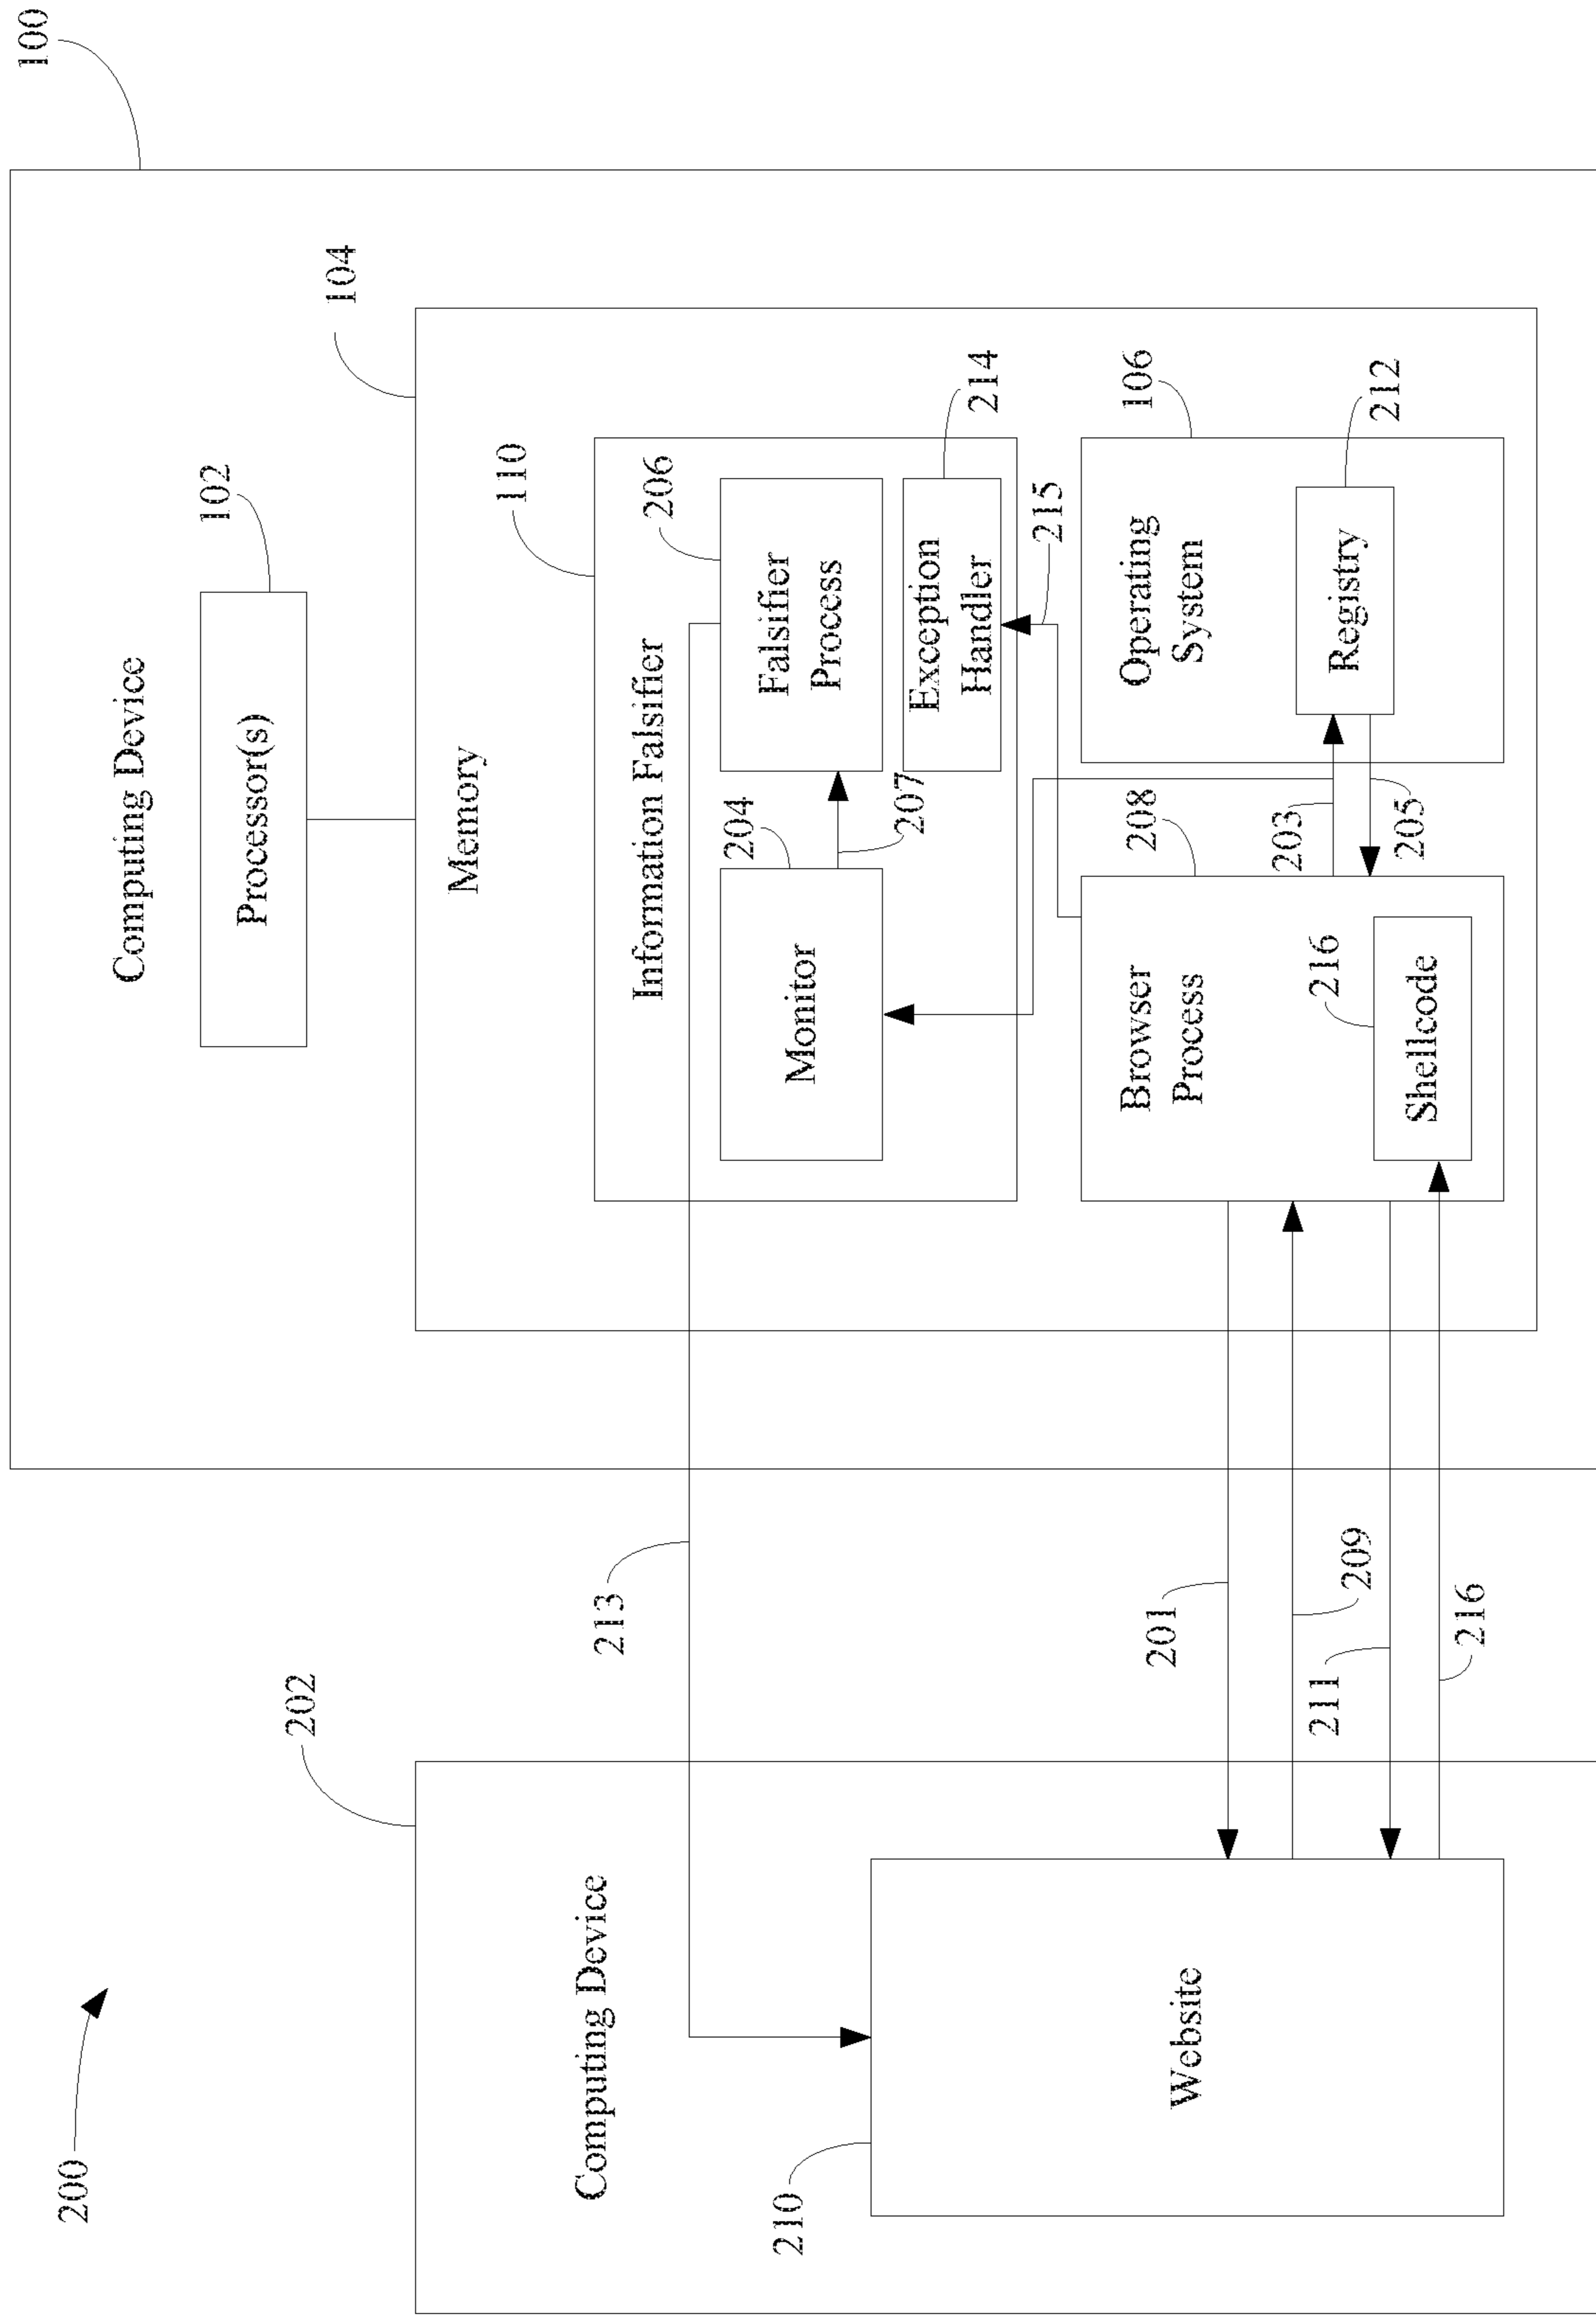 200
202
Computing Device
210
Website
213
201
209
211
216
100
Computing Device
102
Processor(s)
104
Memory
110
Information Falsifier
204
Monitor
206
Falsifier
Process
207
214
Exception
Handler
215
208
Browser
Process
216
Shellcode
203
205
106
Operating
System
212
Registry